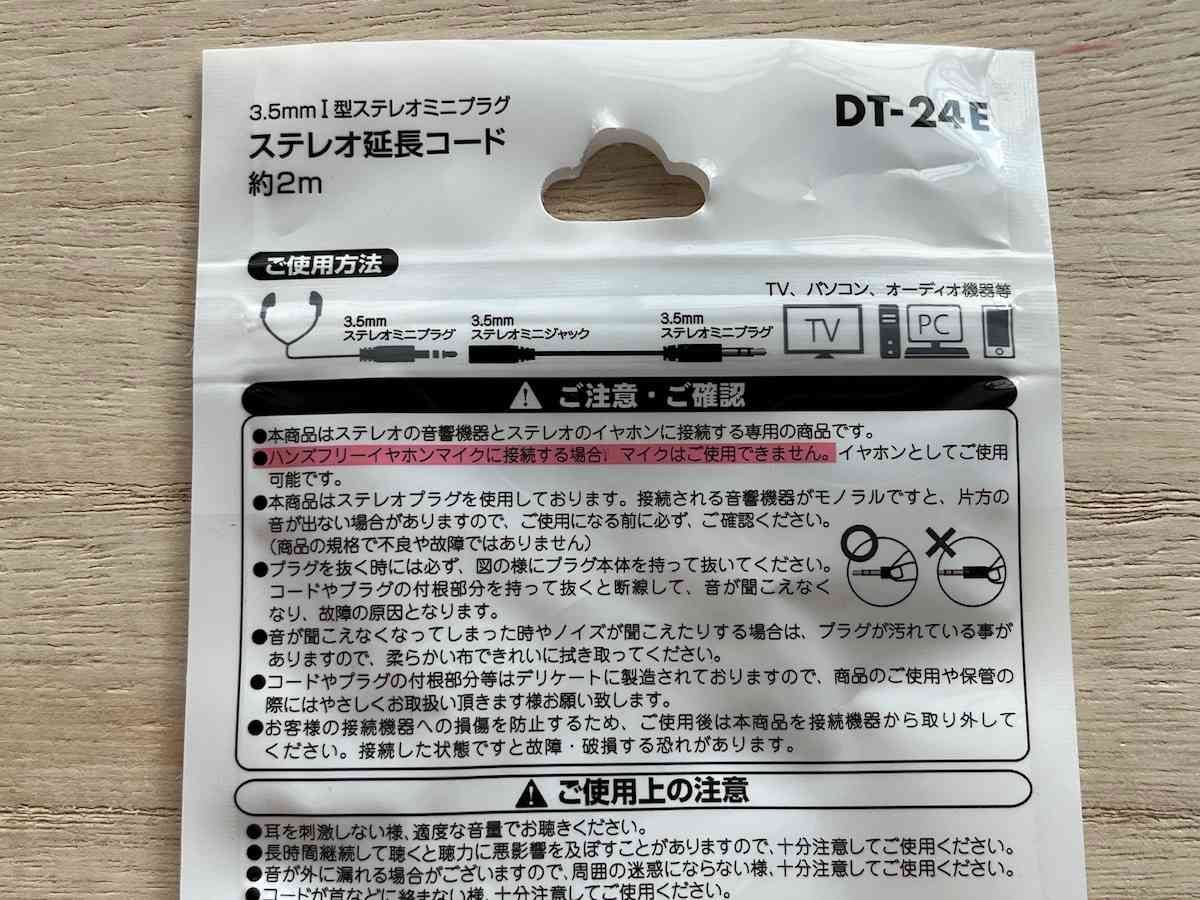 3.5mm I型ステレオミニプラグ
ステレオ延長コード
約2m
DT-24E
ご使用方法
TV、パソコン、オーディオ機器等
3.5mm
ステレオミニプラグ
3.5mm
ステレオミニジャック
3.5mm
ステレオミニプラグ
TV
PC
ご注意・ご確認
●本商品はステレオの音響機器とステレオのイヤホンに接続する専用の商品です。
●ハンズフリーイヤホンマイクに接続する場合、マイクはご使用できません。イヤホンとしてご使用
可能です。
●本商品はステレオプラグを使用しております。接続される音響機器がモノラルですと、片方の
音が出ない場合がありますので、ご使用になる前に必ず、ご確認ください。
(商品の規格で不良や故障ではありません)
●プラグを抜く時には必ず、図の様にプラグ本体を持って抜いてください。
コードやプラグの付根部分を持って抜くと断線して、音が聞こえなく
なり、故障の原因となります。
●音が聞こえなくなってしまった時やノイズが聞こえたりする場合は、プラグが汚れている事が
ありますので、柔らかい布できれいに拭き取ってください。
●コードやプラグの付根部分等はデリケートに製造されておりますので、商品のご使用や保管の
際にはやさしくお取扱い頂きます様お願い致します。
●お客様の接続機器への損傷を防止するため、ご使用後は本商品を接続機器から取り外して
ください。接続した状態ですと故障・破損する恐れがあります。
ご使用上の注意
●耳を刺激しない様、適度な音量でお聴きください。
●長時間継続して聴くと聴力に悪影響を及ぼすことがありますので、十分注意してご使用ください。
●音が外に漏れる場合がございますので、周囲の迷惑にならない様、十分注意してご使用ください。
●コードが首などに絡まない様、十分注意してご使用ください。